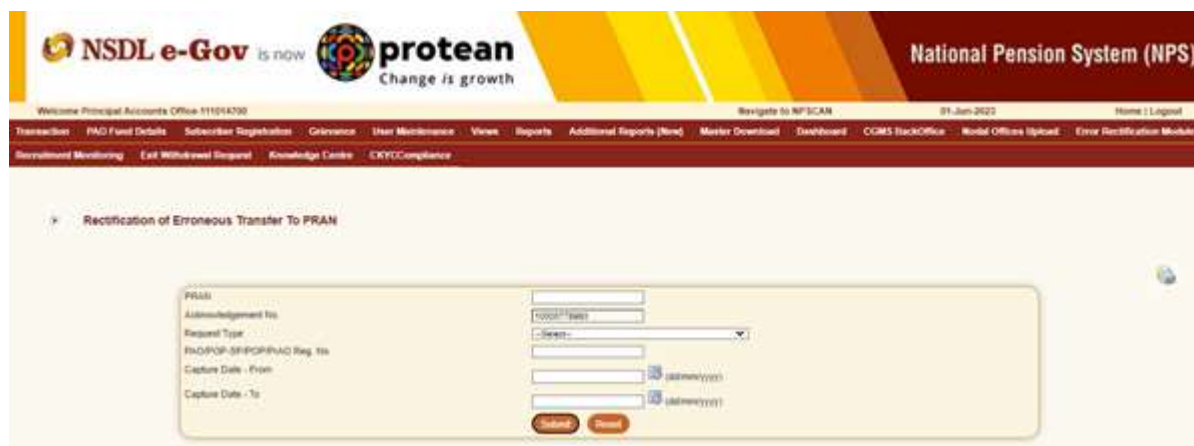 NSDL e-Gov is now protean
Change is growth
National Pension System (NPS)
Welcome Principal Accounts Office-111014700 Navigate to NPSCAN 01-Jun-2023 Home | Logout
Transaction PAO Fund Details Subscriber Registration Grievance User Maintenance Views Reports Additional Reports (New) Master Download Dashboard CGMS BackOffice Nodal Offices Upload Error Rectification Module
Recruitment Monitoring Exit Withdrawal Request Knowledge Centre CKYCCompliance
Rectification of Erroneous Transfer To PRAN
PRAN
Acknowledgement No.
Request Type --Select--
PAO/POP-SP/POP/PrAO Reg. No.
Capture Date - From (dd/mm/yyyy)
Capture Date - To (dd/mm/yyyy)
Submit Reset